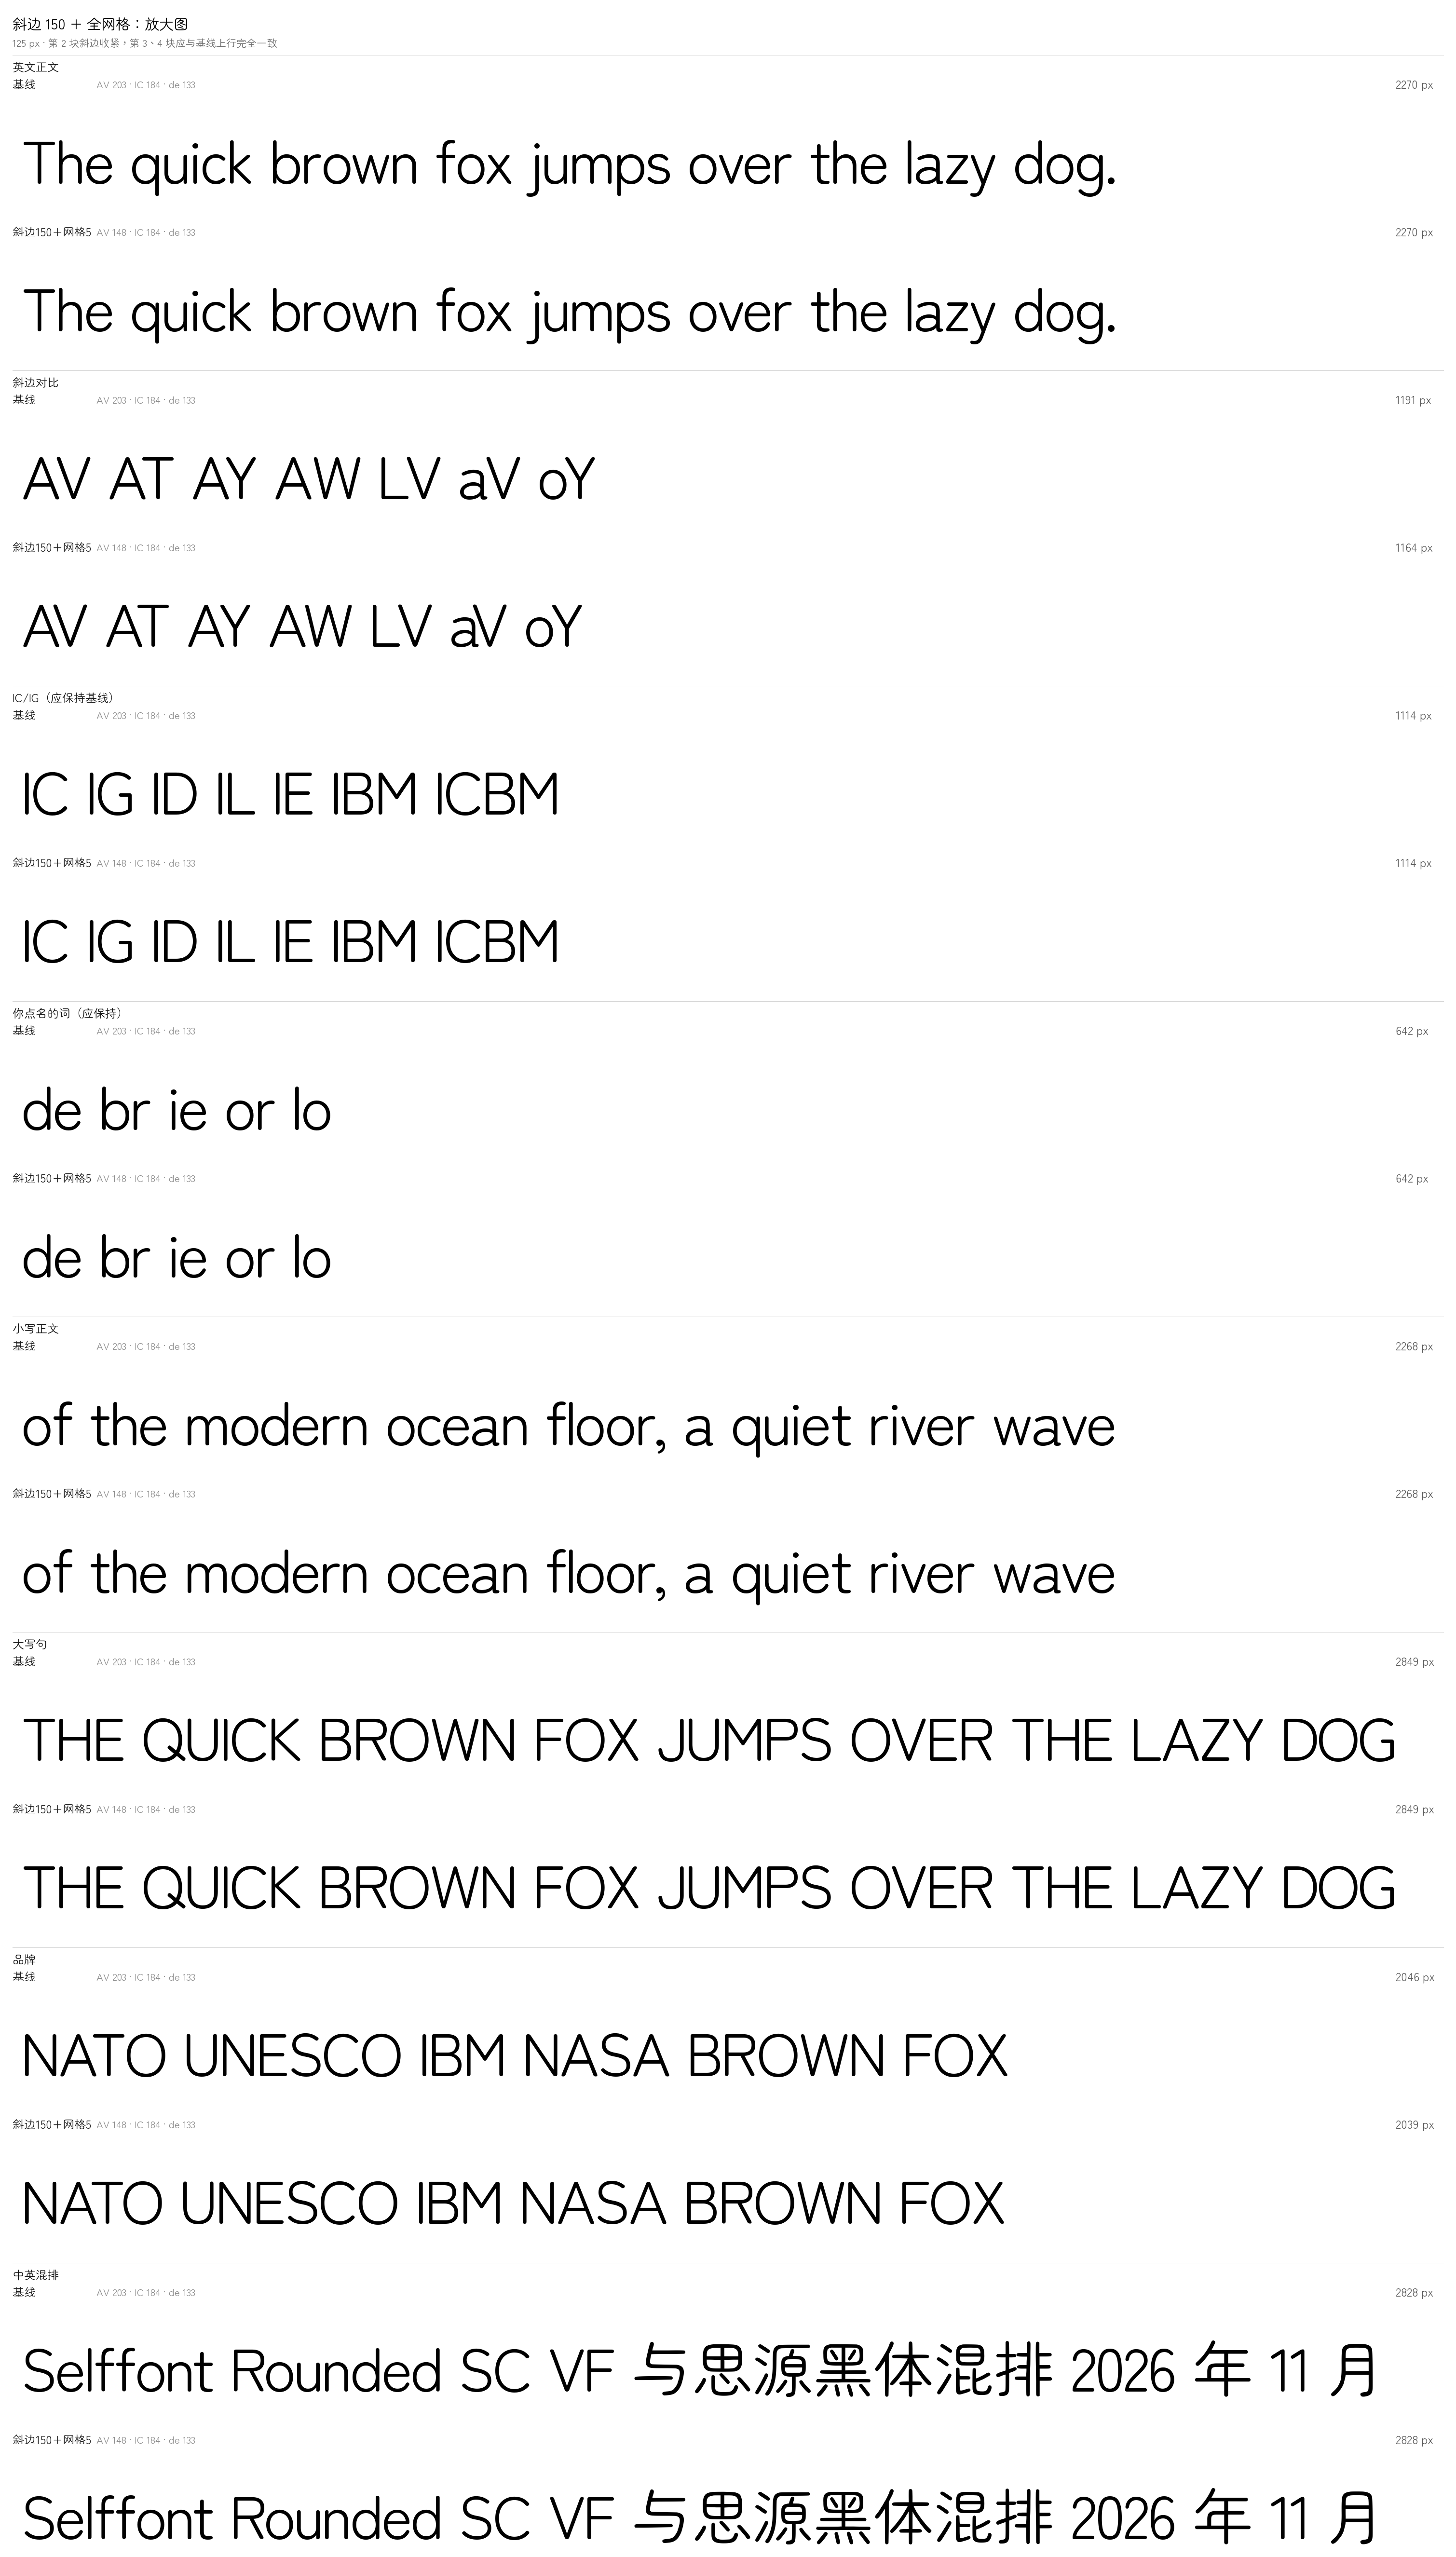 斜边 150 + 全网格：放大图
125 px · 第 2 块斜边收紧，第 3、4 块应与基线上行完全一致
英文正文
基线 AV 203 · IC 184 · de 133 2270 px
The quick brown fox jumps over the lazy dog.
斜边150+网格5 AV 148 · IC 184 · de 133 2270 px
The quick brown fox jumps over the lazy dog.
斜边对比
基线 AV 203 · IC 184 · de 133 1191 px
AV AT AY AW LV aV oY
斜边150+网格5 AV 148 · IC 184 · de 133 1164 px
AV AT AY AW LV aV oY
IC/IG（应保持基线）
基线 AV 203 · IC 184 · de 133 1114 px
IC IG ID IL IE IBM ICBM
斜边150+网格5 AV 148 · IC 184 · de 133 1114 px
IC IG ID IL IE IBM ICBM
你点名的词（应保持）
基线 AV 203 · IC 184 · de 133 642 px
de br ie or lo
斜边150+网格5 AV 148 · IC 184 · de 133 642 px
de br ie or lo
小写正文
基线 AV 203 · IC 184 · de 133 2268 px
of the modern ocean floor, a quiet river wave
斜边150+网格5 AV 148 · IC 184 · de 133 2268 px
of the modern ocean floor, a quiet river wave
大写句
基线 AV 203 · IC 184 · de 133 2849 px
THE QUICK BROWN FOX JUMPS OVER THE LAZY DOG
斜边150+网格5 AV 148 · IC 184 · de 133 2849 px
THE QUICK BROWN FOX JUMPS OVER THE LAZY DOG
品牌
基线 AV 203 · IC 184 · de 133 2046 px
NATO UNESCO IBM NASA BROWN FOX
斜边150+网格5 AV 148 · IC 184 · de 133 2039 px
NATO UNESCO IBM NASA BROWN FOX
中英混排
基线 AV 203 · IC 184 · de 133 2828 px
Selffont Rounded SC VF 与思源黑体混排 2026 年 11 月
斜边150+网格5 AV 148 · IC 184 · de 133 2828 px
Selffont Rounded SC VF 与思源黑体混排 2026 年 11 月